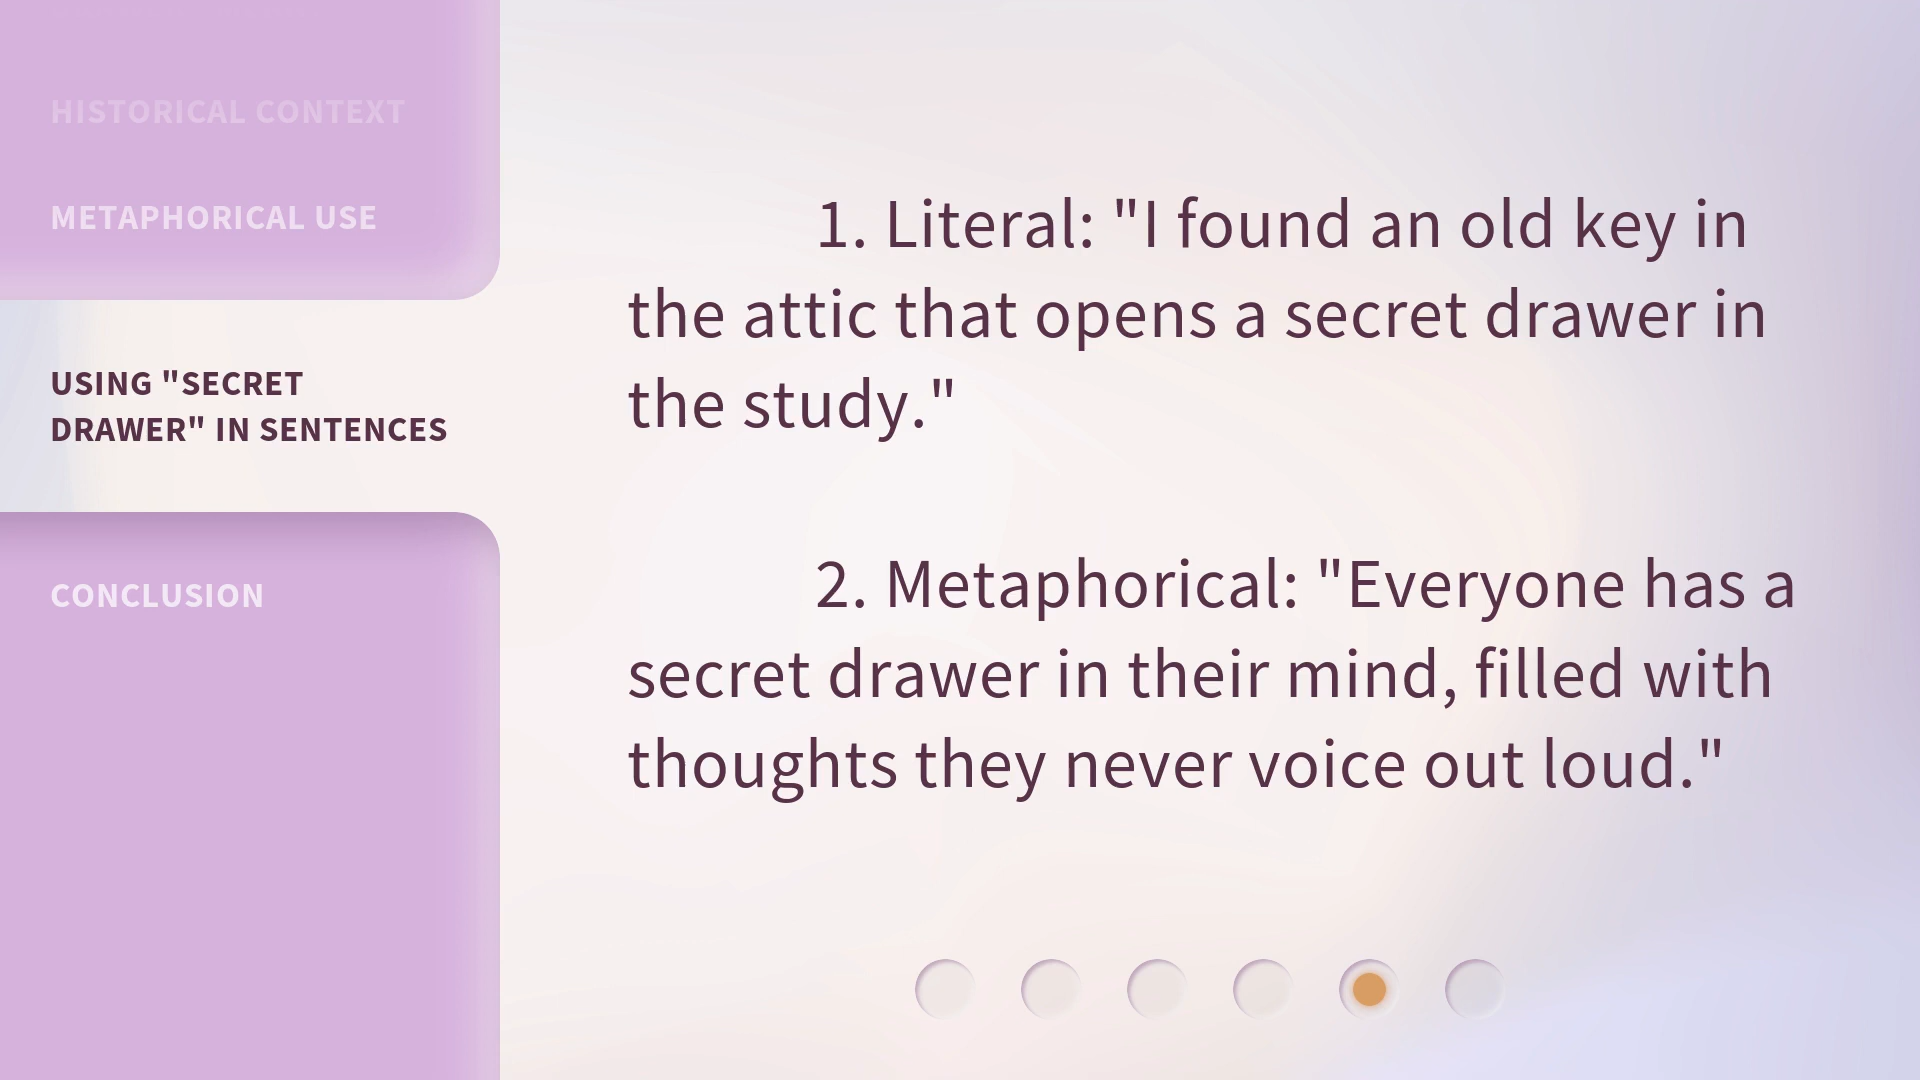 HISTORICAL CONTEXT
METAPHORICAL USE
USING "SECRET
DRAWER" IN SENTENCES
CONCLUSION
1. Literal: "I found an old key in
the attic that opens a secret drawer in
the study."
2. Metaphorical: "Everyone has a
secret drawer in their mind, filled with
thoughts they never voice out loud."